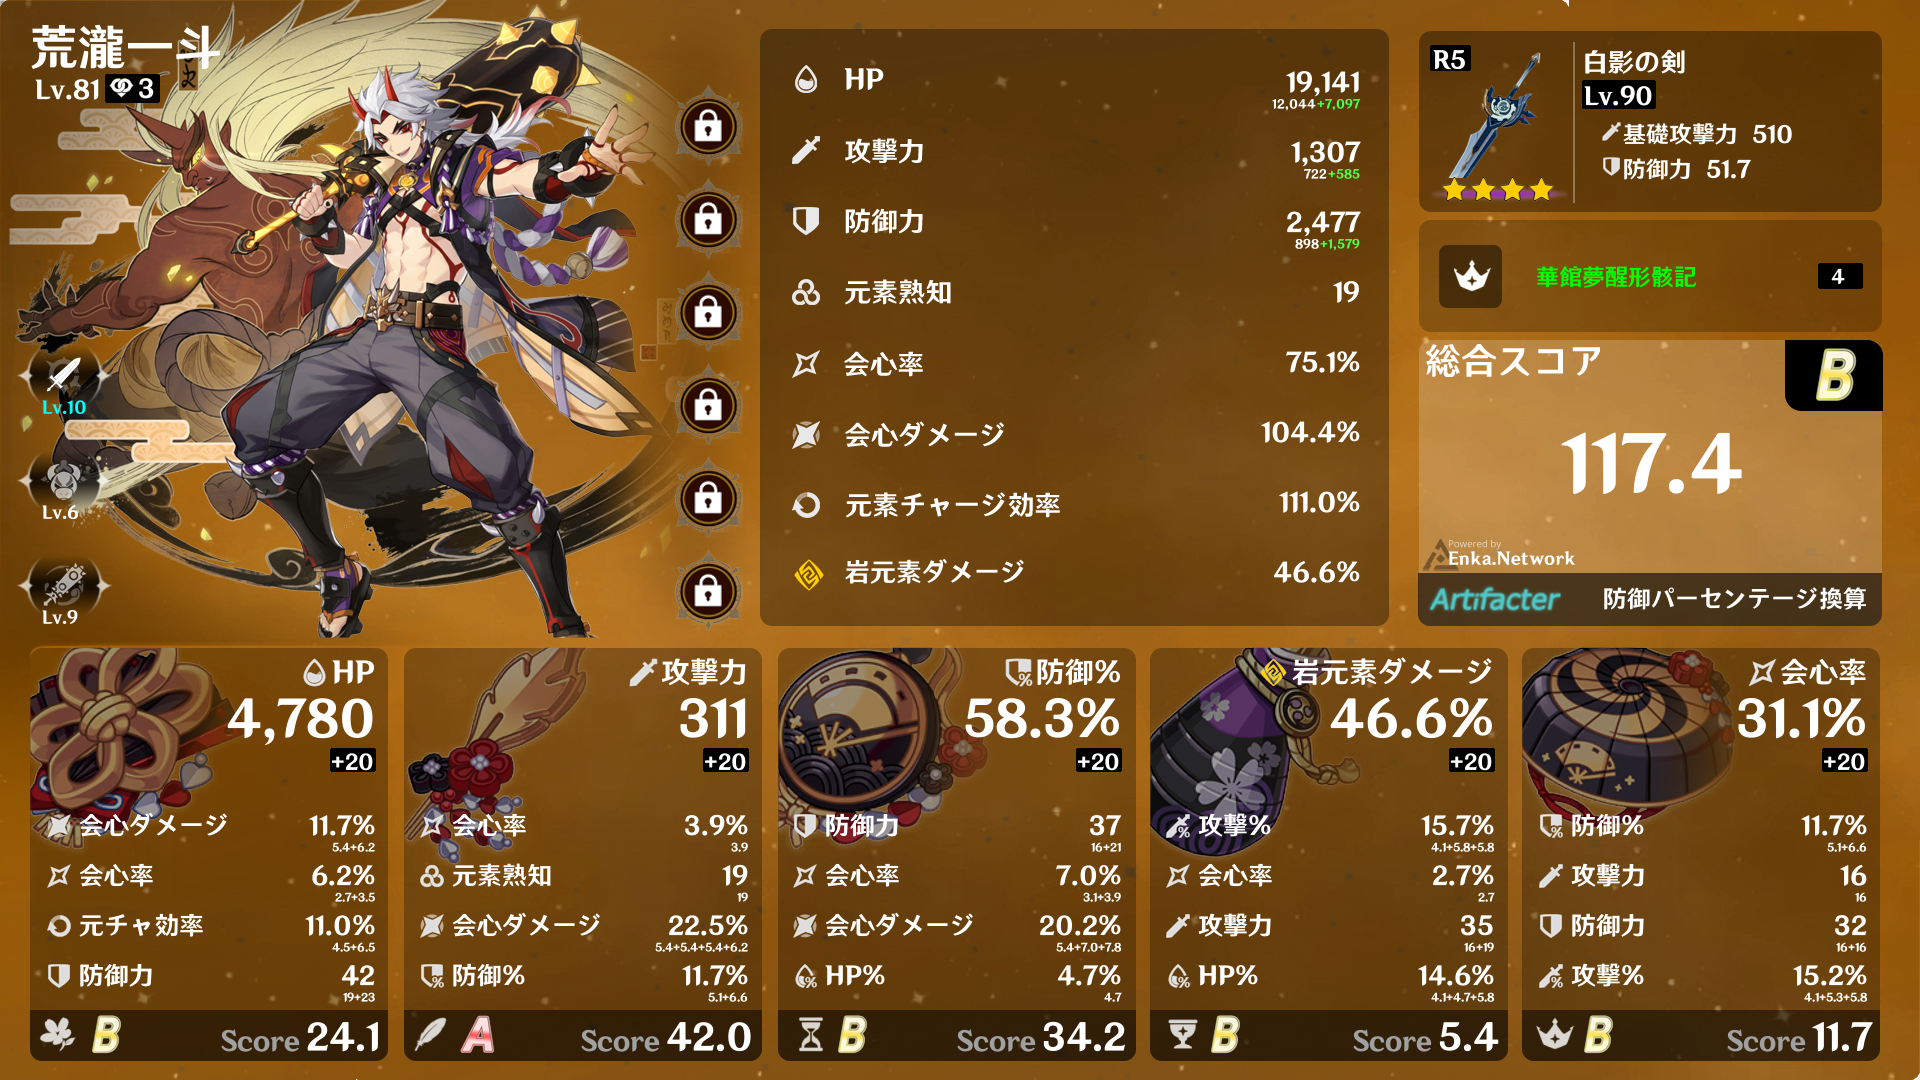 荒瀧一斗
Lv.81 3
Lv.10
Lv.6
Lv.9
HP 19,141
12,044+7,097
攻撃力 1,307
722+585
防御力 2,477
898+1,579
元素熟知 19
会心率 75.1%
会心ダメージ 104.4%
元素チャージ効率 111.0%
岩元素ダメージ 46.6%
R5
白影の剣
Lv.90
基礎攻撃力 510
防御力 51.7
華館夢醒形骸記 4
総合スコア B
117.4
Powered by
Enka.Network
Artifacter 防御パーセンテージ換算
HP
4,780
+20
会心ダメージ 11.7%
5.4+6.2
会心率 6.2%
2.7+3.5
元チャ効率 11.0%
4.5+6.5
防御力 42
19+23
B Score 24.1
攻撃力
311
+20
会心率 3.9%
3.9
元素熟知 19
19
会心ダメージ 22.5%
5.4+5.4+5.4+6.2
防御% 11.7%
5.1+6.6
A Score 42.0
防御%
58.3%
+20
防御力 37
16+21
会心率 7.0%
3.1+3.9
会心ダメージ 20.2%
5.4+7.0+7.8
HP% 4.7%
4.7
B Score 34.2
岩元素ダメージ
46.6%
+20
攻撃% 15.7%
4.1+5.8+5.8
会心率 2.7%
2.7
攻撃力 35
16+19
HP% 14.6%
4.1+4.7+5.8
B Score 5.4
会心率
31.1%
+20
防御% 11.7%
5.1+6.6
攻撃力 16
16
防御力 32
16+16
攻撃% 15.2%
4.1+5.3+5.8
B Score 11.7